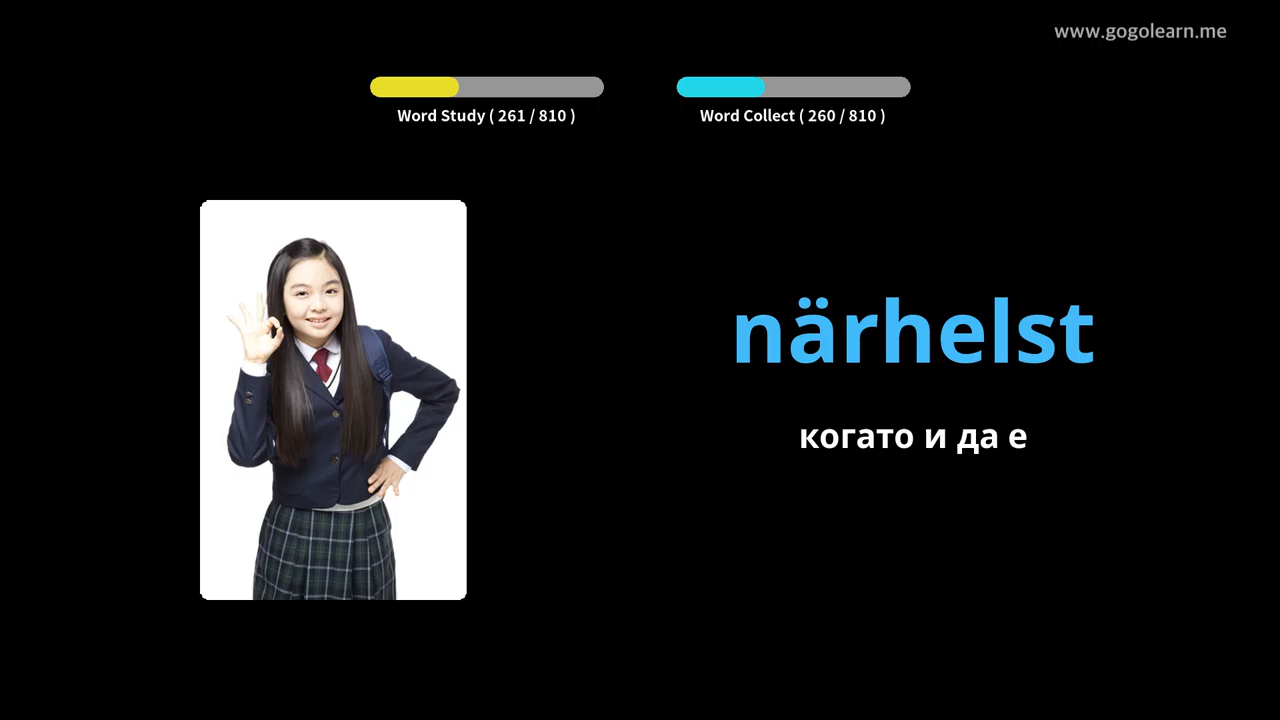 www.gogolearn.me
Word Study ( 261 / 810 )
Word Collect ( 260 / 810 )
närhelst
когато и да е